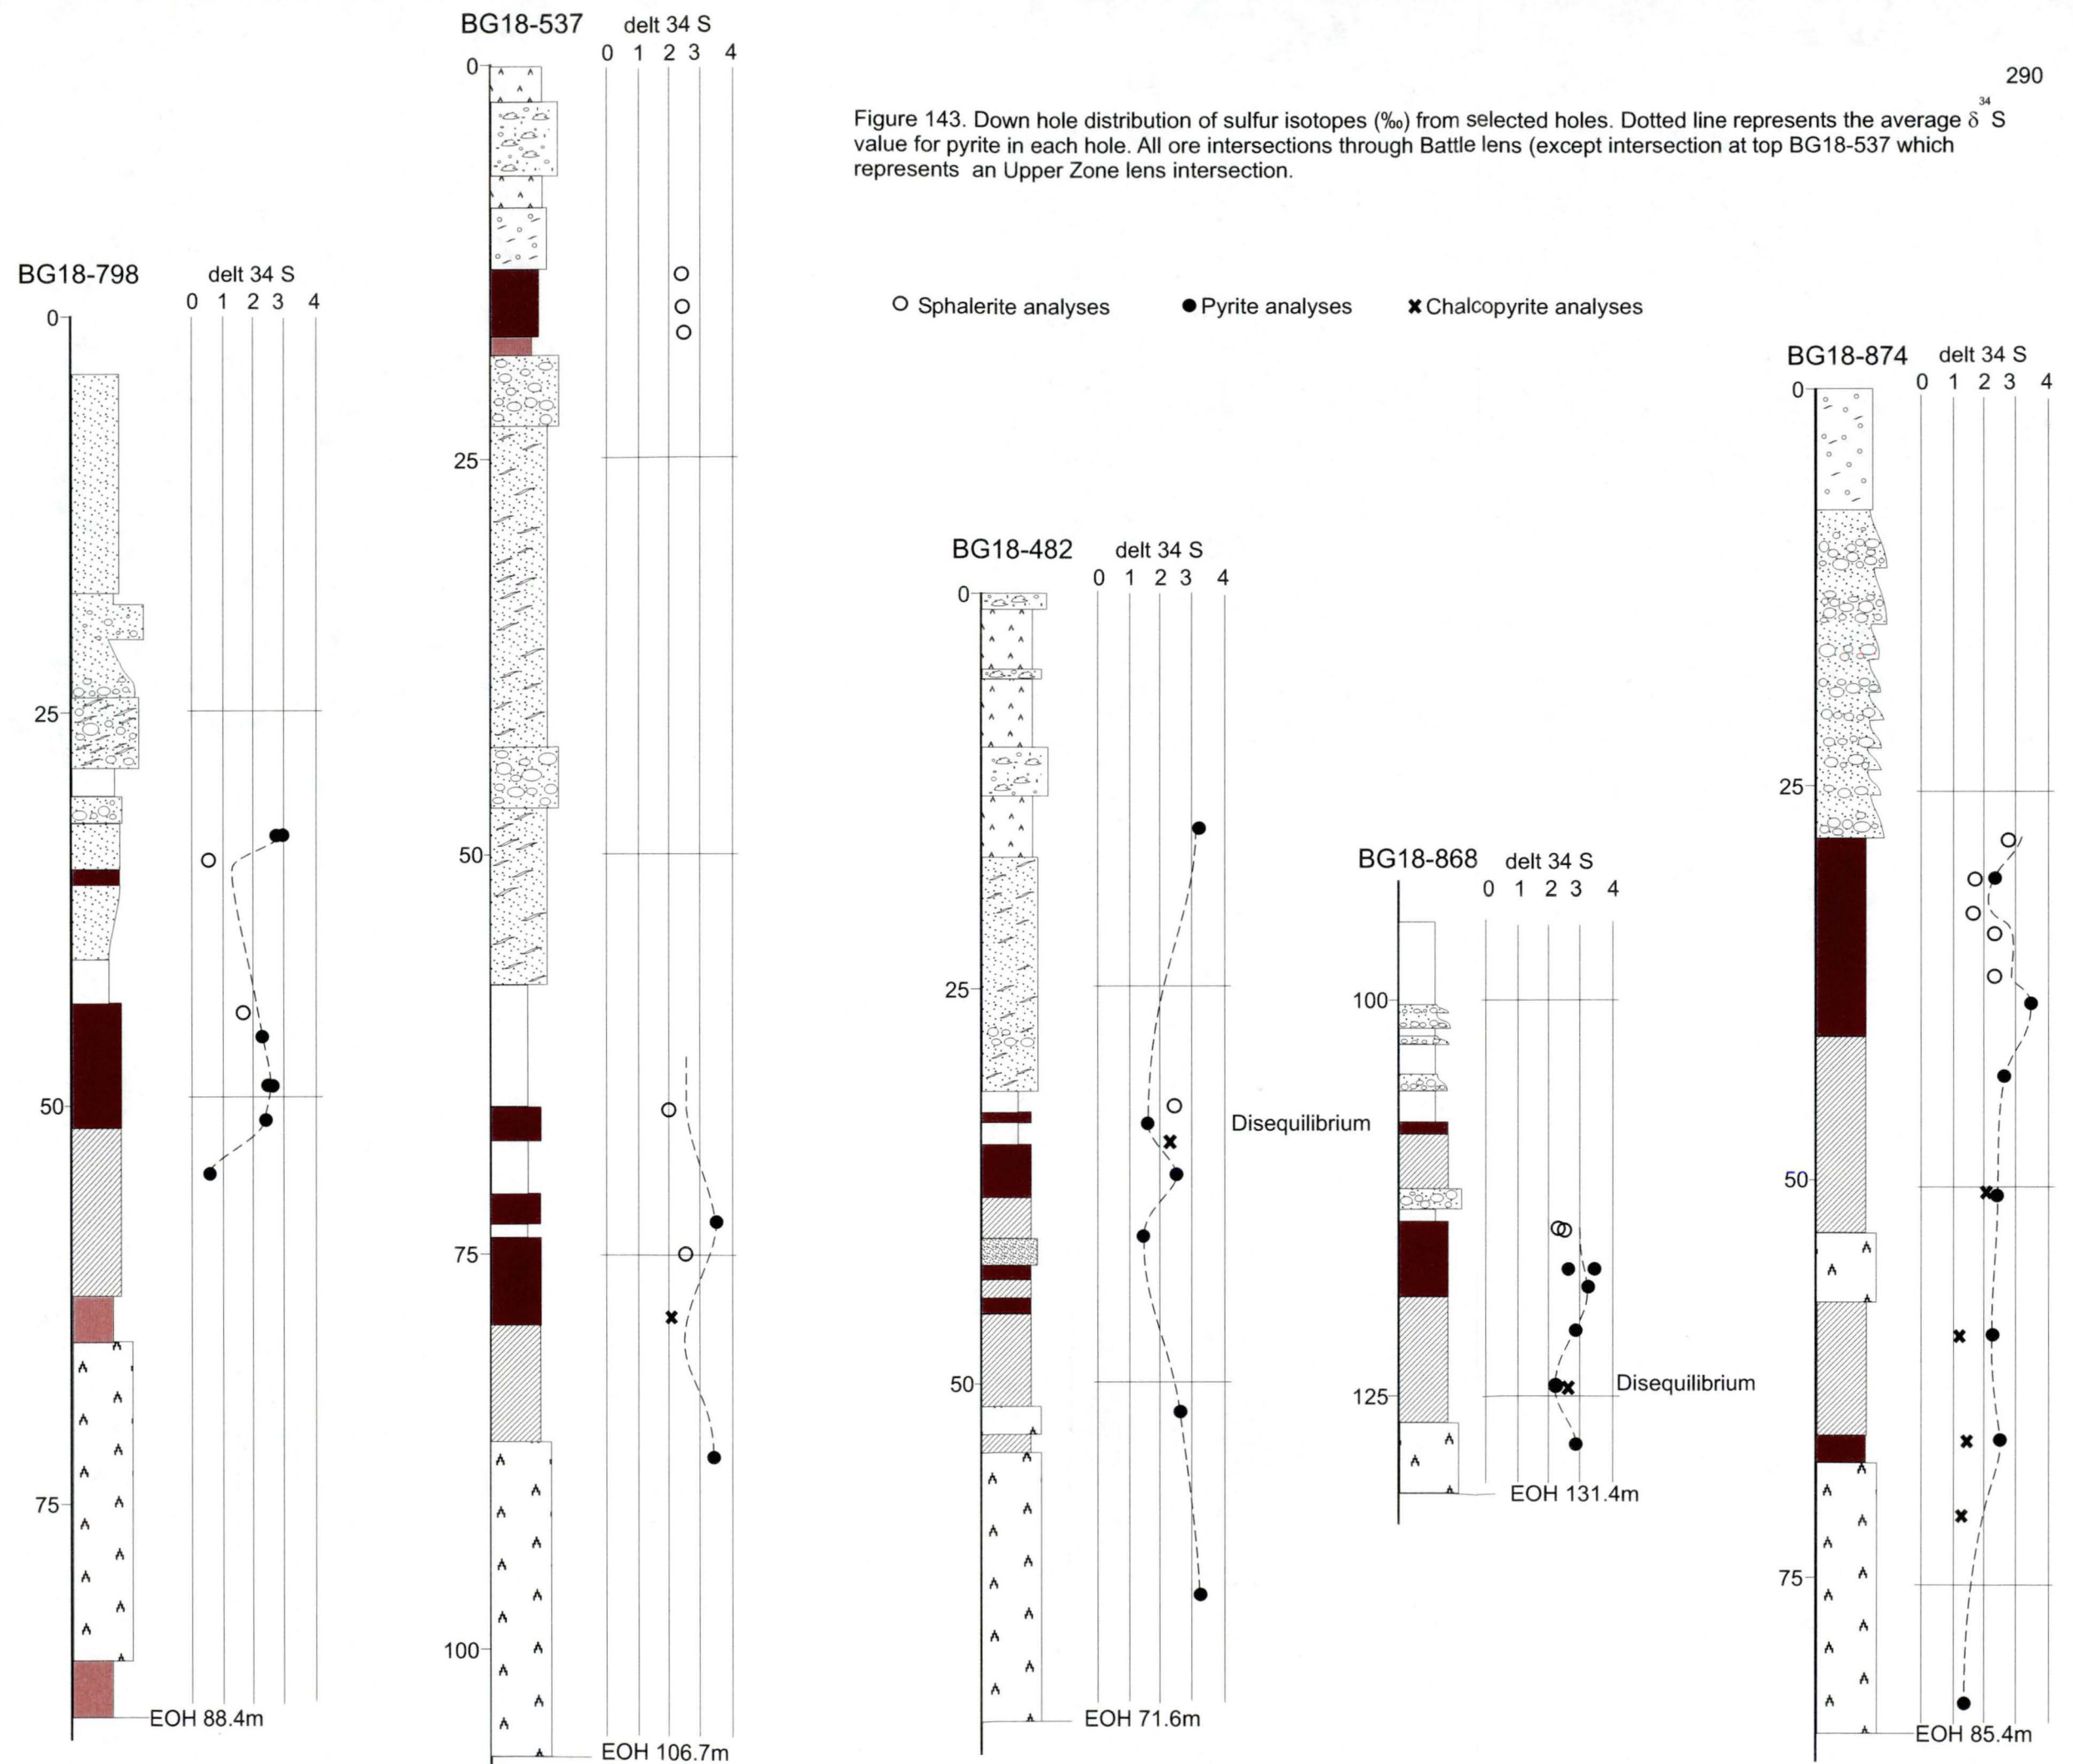 290
Figure 143. Down hole distribution of sulfur isotopes (‰) from selected holes. Dotted line represents the average δ³⁴S
value for pyrite in each hole. All ore intersections through Battle lens (except intersection at top BG18-537 which
represents an Upper Zone lens intersection.
Sphalerite analyses
Pyrite analyses
Chalcopyrite analyses
BG18-798
delt 34 S
0 1 2 3 4
0
25
50
75
EOH 88.4m
BG18-537
delt 34 S
0 1 2 3 4
0
25
50
75
100
EOH 106.7m
BG18-482
delt 34 S
0 1 2 3 4
0
25
Disequilibrium
50
EOH 71.6m
BG18-868
delt 34 S
0 1 2 3 4
100
Disequilibrium
125
EOH 131.4m
BG18-874
delt 34 S
0 1 2 3 4
0
25
50
75
EOH 85.4m